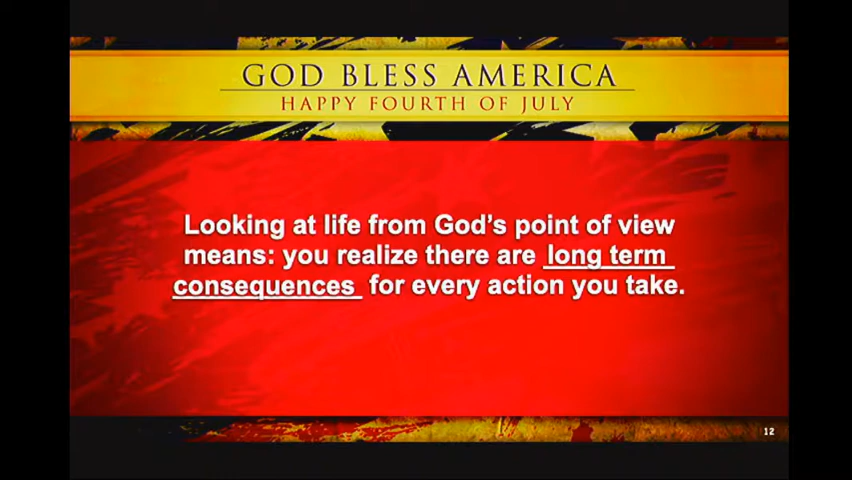 GOD BLESS AMERICA
HAPPY FOURTH OF JULY
Looking at life from God's point of view
means: you realize there are long term
consequences for every action you take.
12